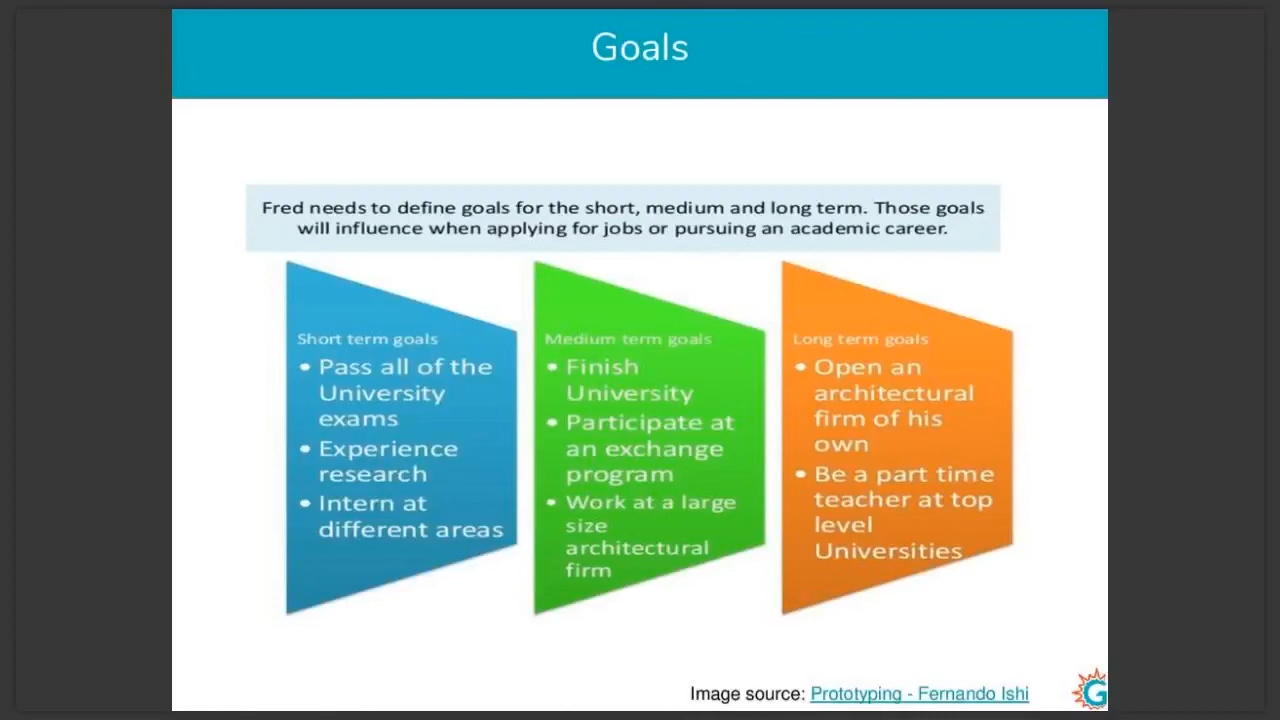 Goals
Fred needs to define goals for the short, medium and long term. Those goals
will influence when applying for jobs or pursuing an academic career.
Short term goals
• Pass all of the
University
exams
• Experience
research
• Intern at
different areas
Medium term goals
• Finish
University
• Participate at
an exchange
program
• Work at a large
size
architectural
firm
Long term goals
• Open an
architectural
firm of his
own
• Be a part time
teacher at top
level
Universities
Image source: Prototyping - Fernando Ishi
G